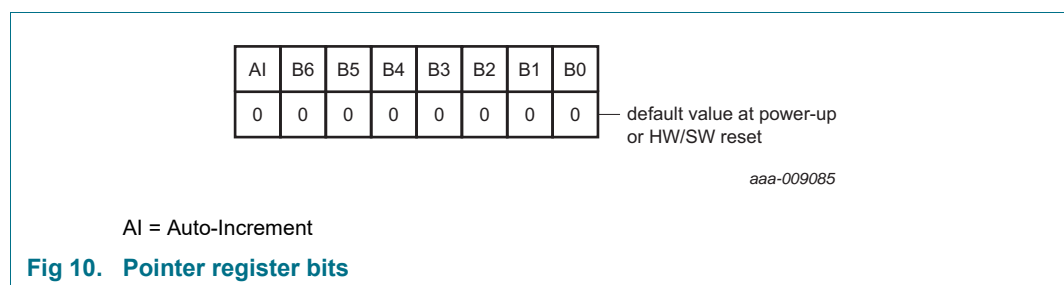 AI B6 B5 B4 B3 B2 B1 B0
0 0 0 0 0 0 0 0
default value at power-up
or HW/SW reset
aaa-009085
AI = Auto-Increment
Fig 10. Pointer register bits